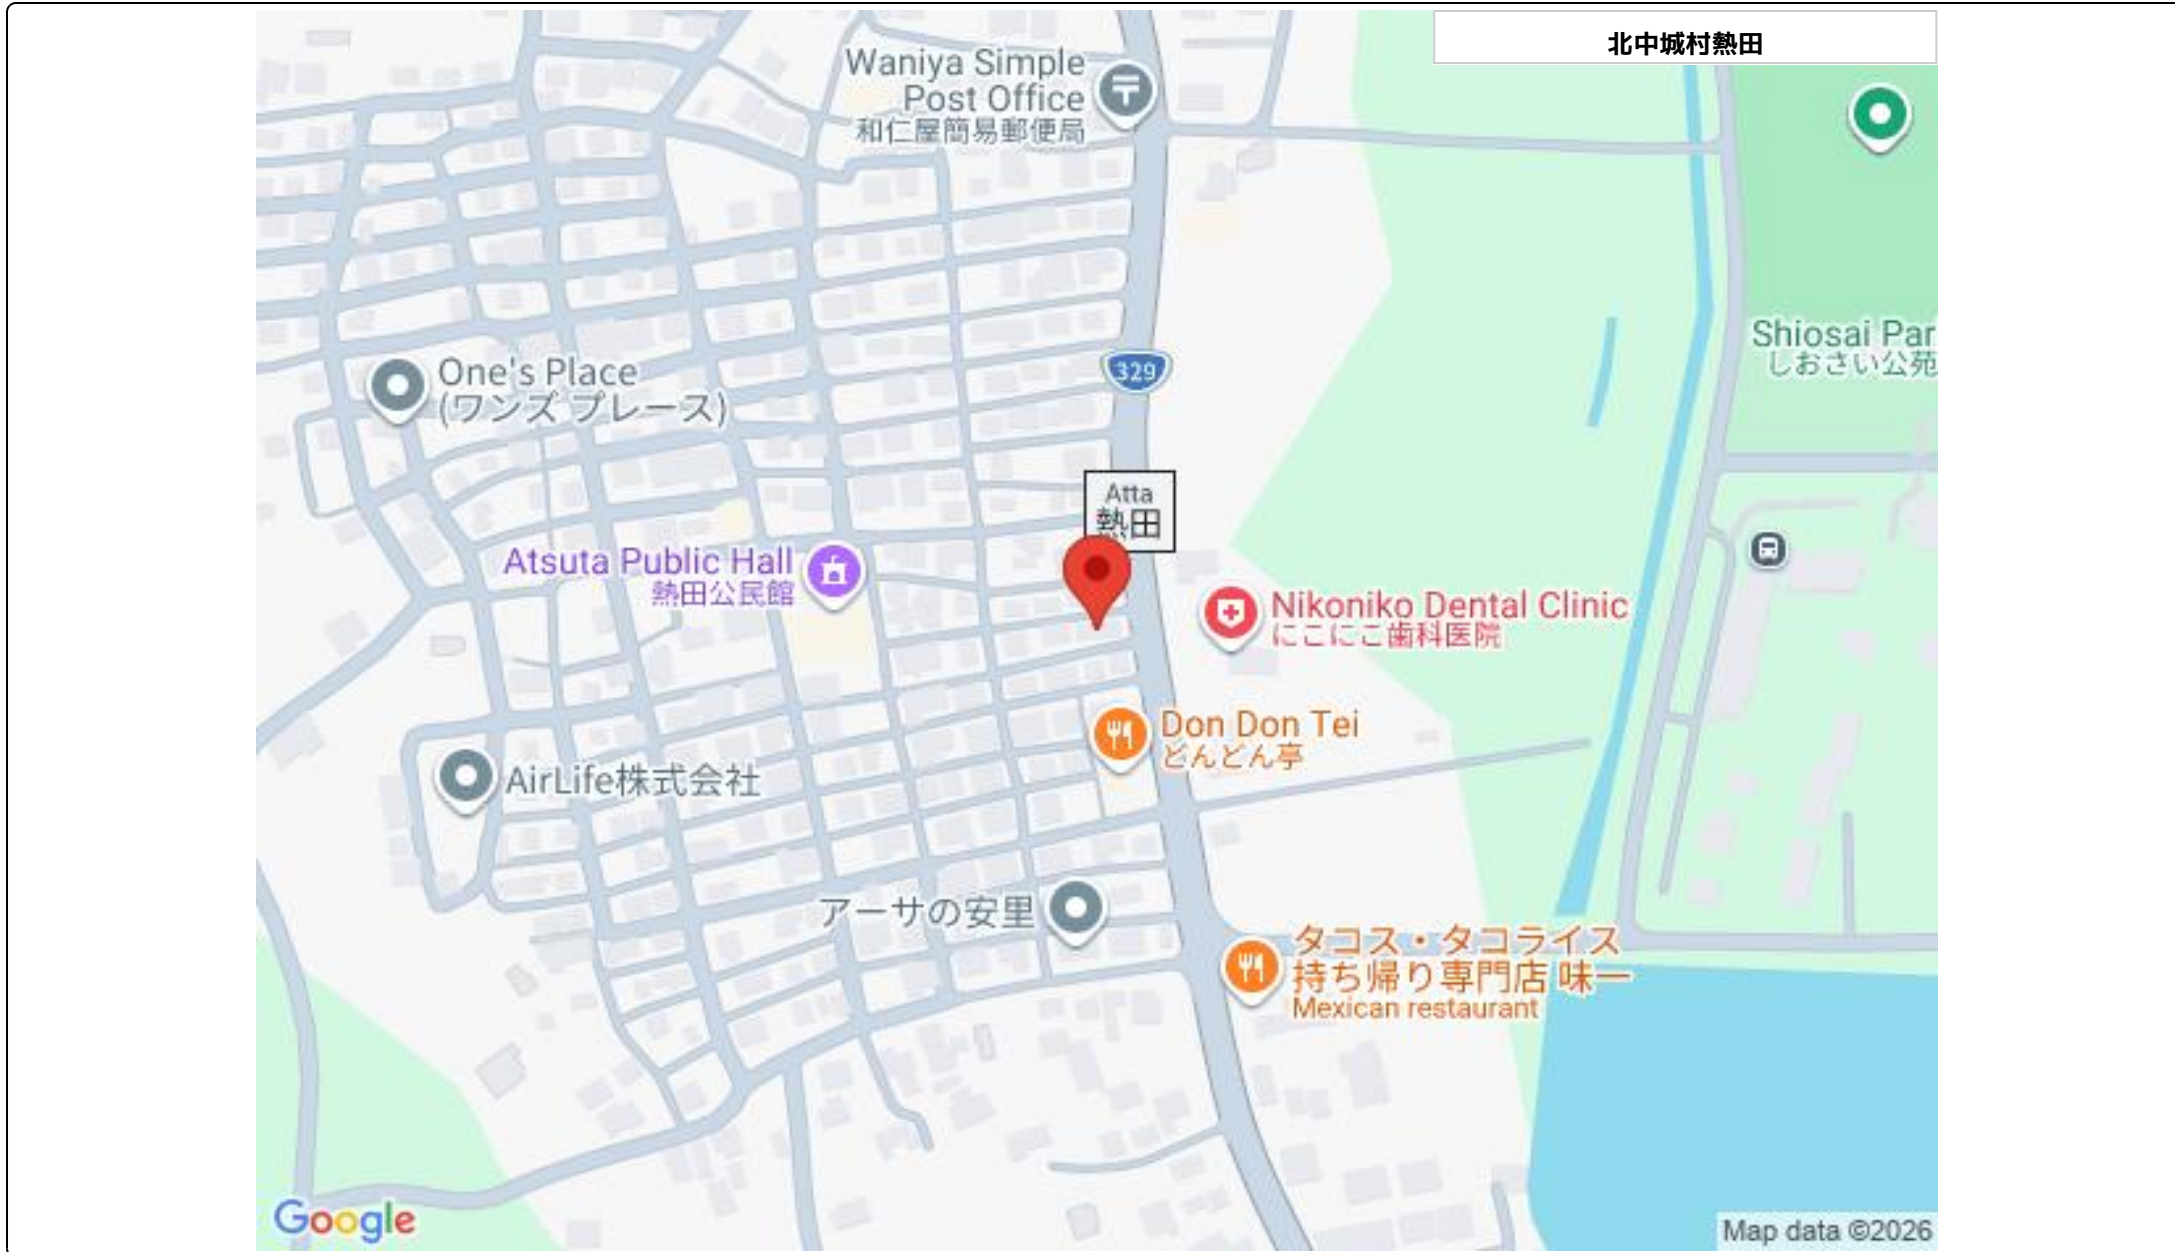 北中城村熱田
Waniya Simple
Post Office
和仁屋簡易郵便局
Shiosai Par
しおさい公苑
One's Place
(ワンズ プレース)
329
Atta
熱田
Atsuta Public Hall
熱田公民館
Nikoniko Dental Clinic
にこにこ歯科医院
Don Don Tei
どんどん亭
AirLife株式会社
アーサの安里
タコス・タコライス
持ち帰り専門店 味一
Mexican restaurant
Google
Map data ©2026